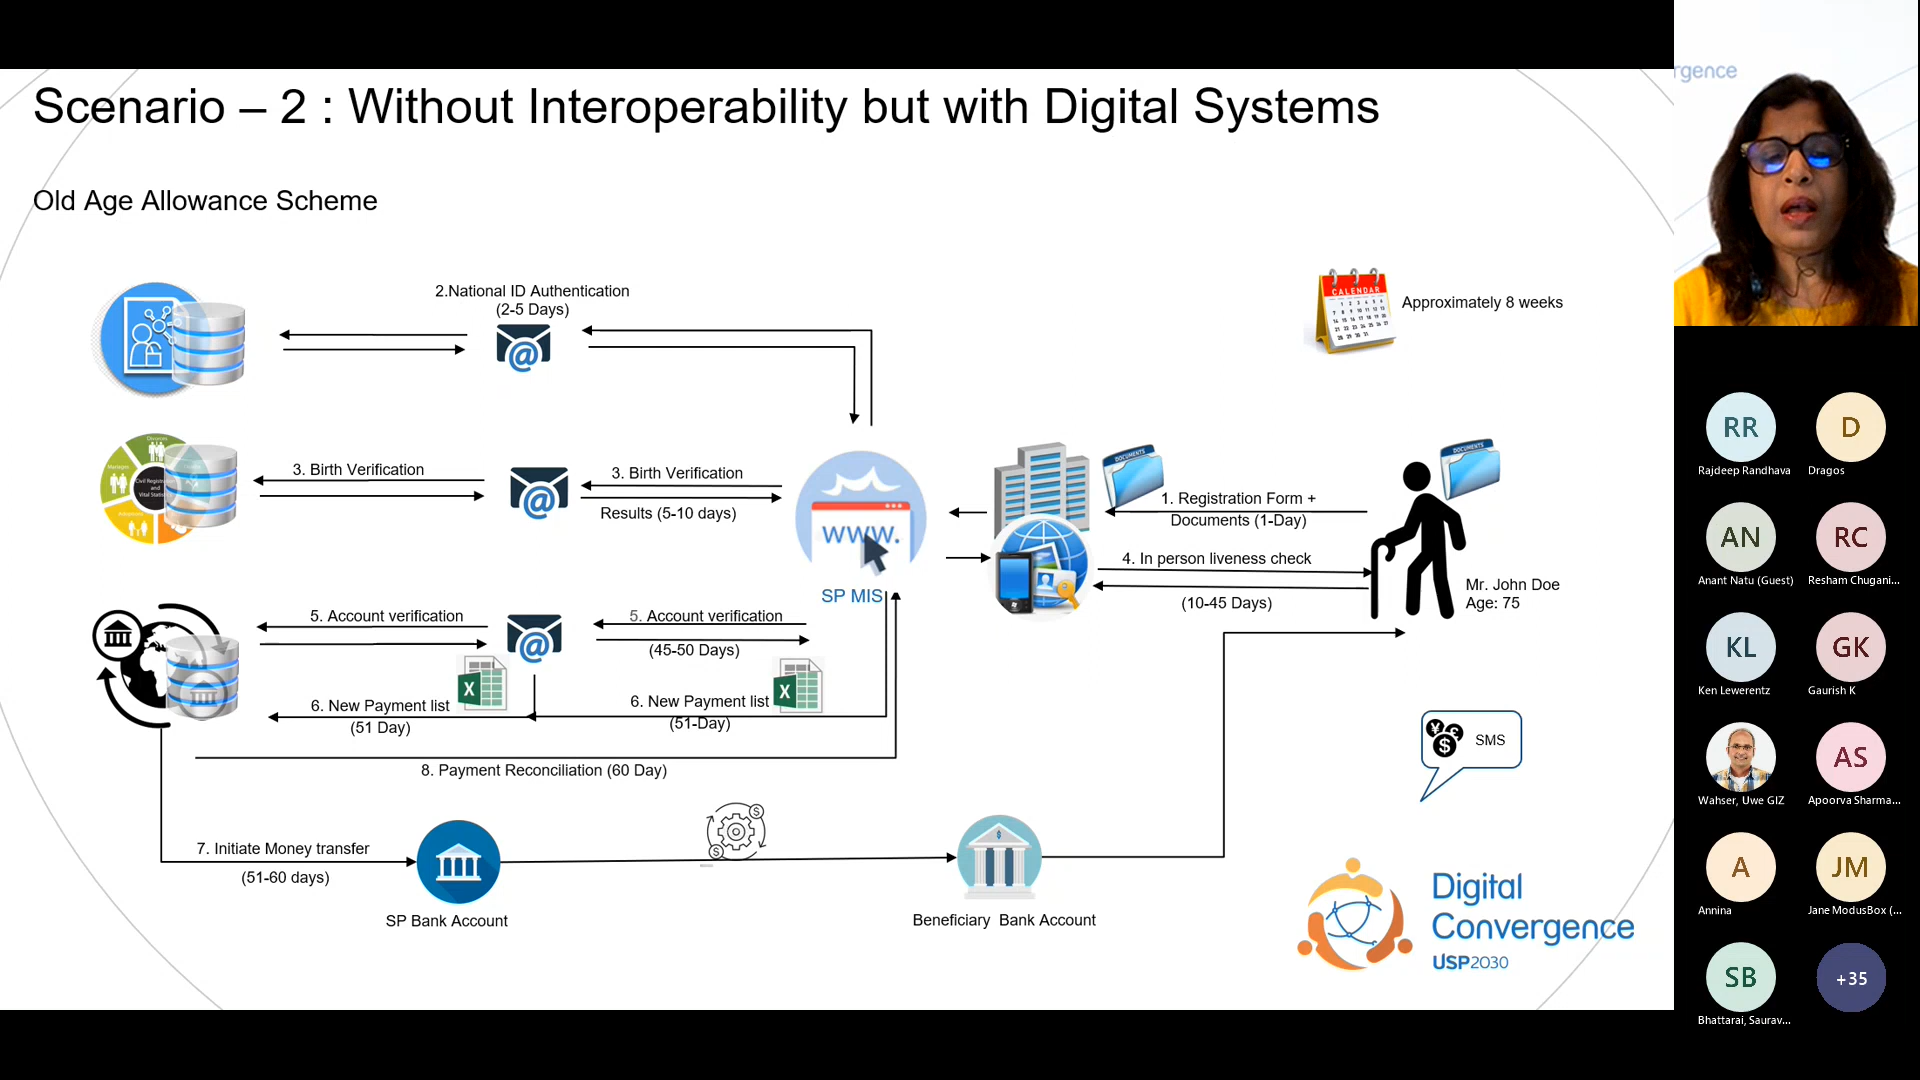 Scenario – 2 : Without Interoperability but with Digital Systems
rgence
Old Age Allowance Scheme
2.National ID Authentication
(2-5 Days)
CALENDAR
Approximately 8 weeks
3. Birth Verification
3. Birth Verification
Results (5-10 days)
www.
SP MIS
DOCUMENTS
DOCUMENTS
1. Registration Form +
Documents (1-Day)
4. In person liveness check
(10-45 Days)
Mr. John Doe
Age: 75
5. Account verification
5. Account verification
(45-50 Days)
X
X
6. New Payment list
(51 Day)
6. New Payment list
(51-Day)
8. Payment Reconciliation (60 Day)
SMS
7. Initiate Money transfer
(51-60 days)
SP Bank Account
Beneficiary Bank Account
Digital
Convergence
USP2030
RR
Rajdeep Randhava
D
Dragos
AN
Anant Natu (Guest)
RC
Resham Chugani...
KL
Ken Lewerentz
GK
Gaurish K
Wahser, Uwe GIZ
AS
Apoorva Sharma...
A
Annina
JM
Jane ModusBox (...
SB
Bhattarai, Saurav...
+35